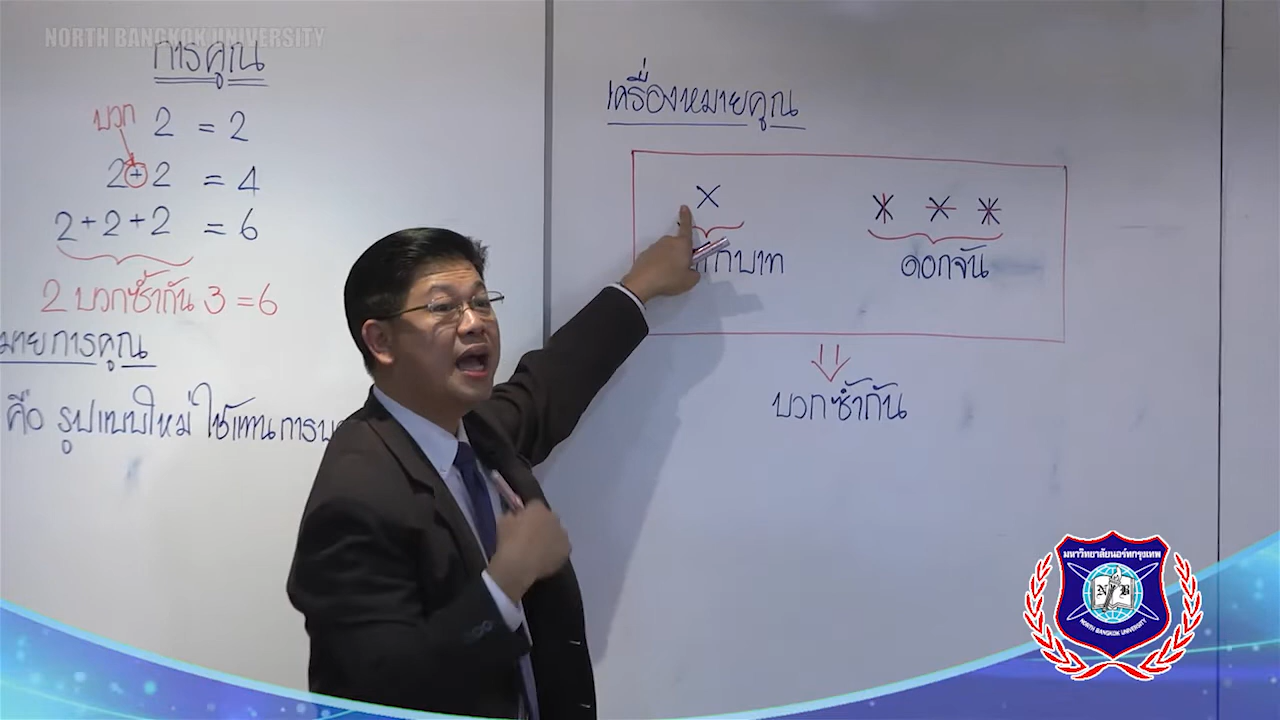 NORTH BANGKOK UNIVERSITY
การคูณ
บวก
2 = 2
2+2 = 4
2+2+2 = 6
2 บวกซ้ำกัน 3 = 6
มายการคูณ
คือ รูปแบบใหม่ ใช้แทนการ
เครื่องหมายคูณ
×
* * *
กบาท
ดอกจัน
บวกซ้ำกัน
มหาวิทยาลัยนอร์ทกรุงเทพ
N B
NORTH BANGKOK UNIVERSITY